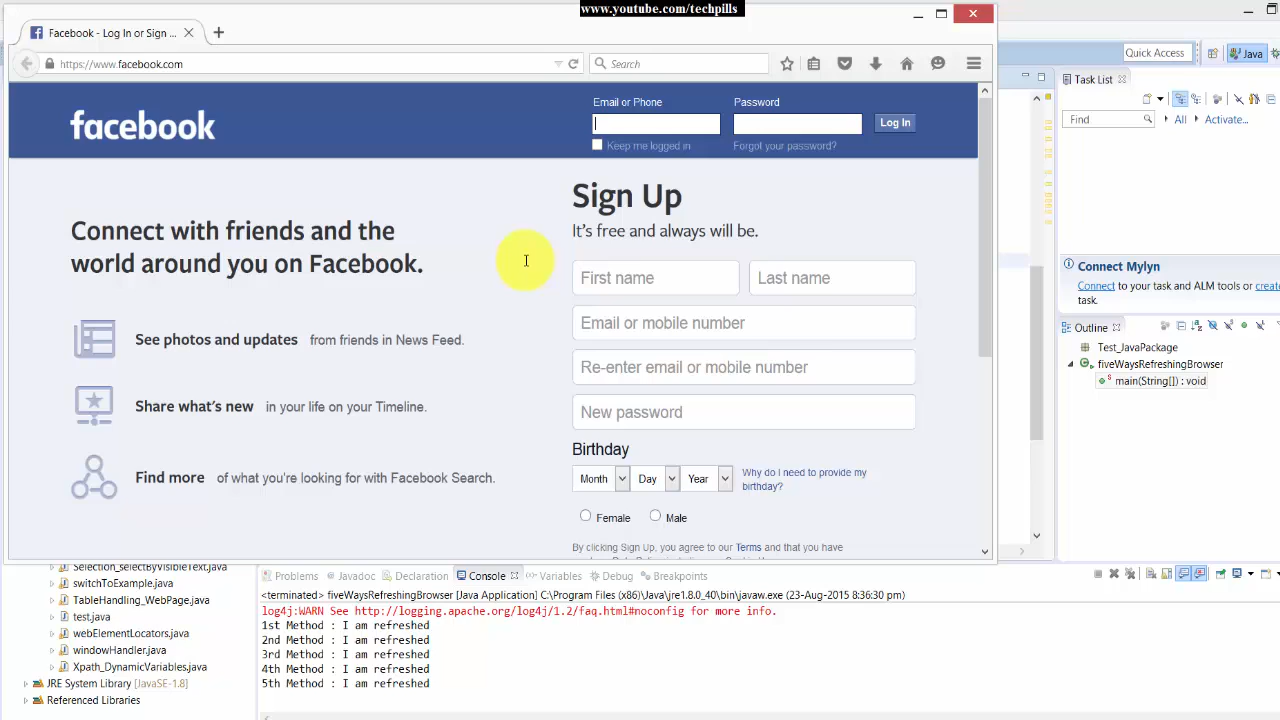 www.youtube.com/techpills
Facebook - Log In or Sign ...
https://www.facebook.com
Search
Quick Access
Java
facebook
Email or Phone
Password
Log In
Keep me logged in
Forgot your password?
Task List
Find
All
Activate...
Sign Up
It's free and always will be.
Connect with friends and the
world around you on Facebook.
First name
Last name
Email or mobile number
Re-enter email or mobile number
New password
See photos and updates from friends in News Feed.
Share what's new in your life on your Timeline.
Find more of what you're looking for with Facebook Search.
Birthday
Month
Day
Year
Why do I need to provide my
birthday?
Female
Male
By clicking Sign Up, you agree to our Terms and that you have
Connect Mylyn
Connect to your task and ALM tools or create
task.
Outline
Test_JavaPackage
fiveWaysRefreshingBrowser
main(String[]) : void
Selection_selectByVisibleText.java
switchToExample.java
TableHandling_WebPage.java
test.java
webElementLocators.java
windowHandler.java
Xpath_DynamicVariables.java
JRE System Library [JavaSE-1.8]
Referenced Libraries
Problems
Javadoc
Declaration
Console
Variables
Debug
Breakpoints
<terminated> fiveWaysRefreshingBrowser [Java Application] C:\Program Files (x86)\Java\jre1.8.0_40\bin\javaw.exe (23-Aug-2015 8:36:30 pm)
log4j:WARN See http://logging.apache.org/log4j/1.2/faq.html#noconfig for more info.
1st Method : I am refreshed
2nd Method : I am refreshed
3rd Method : I am refreshed
4th Method : I am refreshed
5th Method : I am refreshed